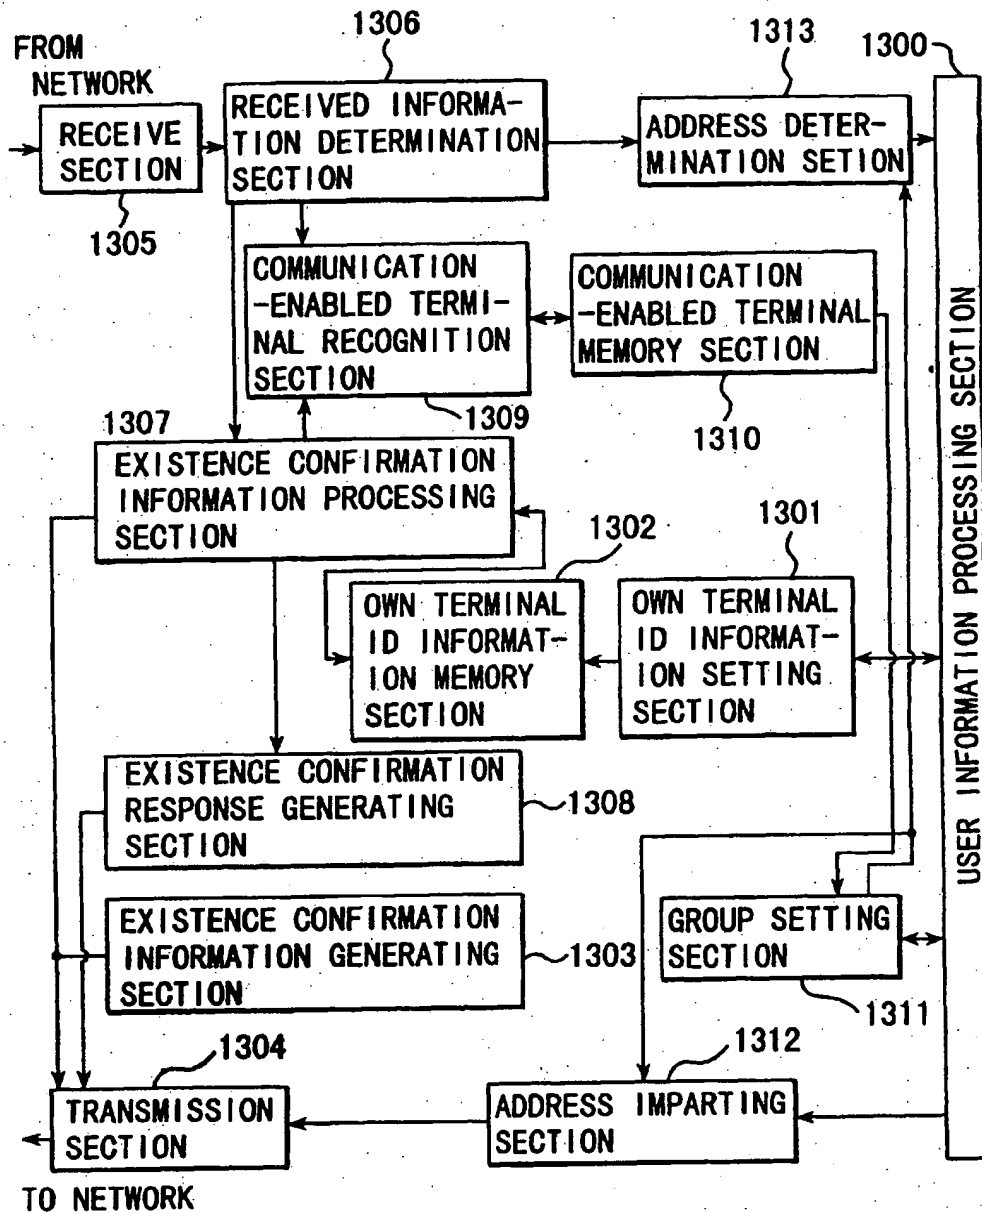 FROM
NETWORK
1306
1313
1300
RECEIVE
SECTION
1305
RECEIVED INFORMA-
TION DETERMINATION
SECTION
ADDRESS DETER-
MINATION SETION
COMMUNICATION
-ENABLED TERMI-
NAL RECOGNITION
SECTION
1309
COMMUNICATION
-ENABLED TERMINAL
MEMORY SECTION
1310
USER INFORMATION PROCESSING SECTION
1307
EXISTENCE CONFIRMATION
INFORMATION PROCESSING
SECTION
1302
1301
OWN TERMINAL
ID INFORMAT-
ION MEMORY
SECTION
OWN TERMINAL
ID INFORMAT-
ION SETTING
SECTION
EXISTENCE CONFIRMATION
RESPONSE GENERATING
SECTION
1308
EXISTENCE CONFIRMATION
INFORMATION GENERATING
SECTION
1303
GROUP SETTING
SECTION
1311
1304
1312
TRANSMISSION
SECTION
ADDRESS IMPARTING
SECTION
TO NETWORK